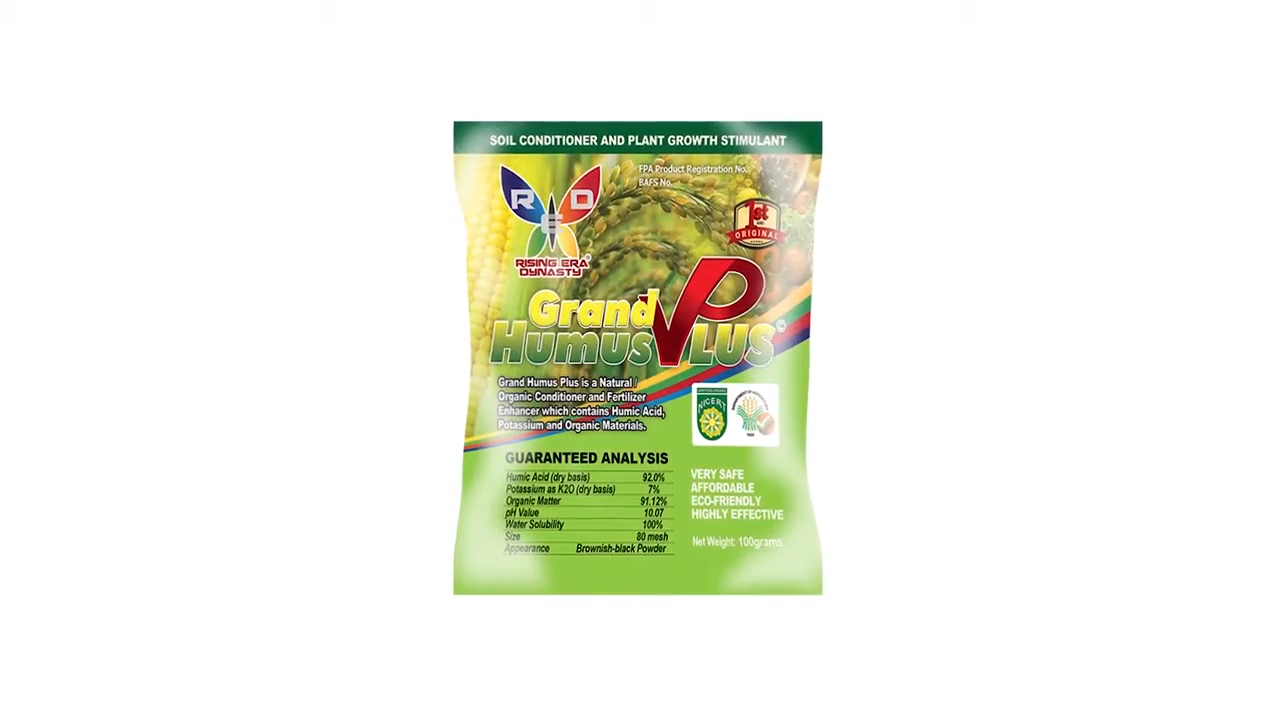 SOIL CONDITIONER AND PLANT GROWTH STIMULANT
FPA Product Registration No.
BAFS No.
R E D
RISING ERA
DYNASTY
1st
ORIGINAL
Grand
Humus Plus
Grand Humus Plus is a Natural /
Organic Conditioner and Fertilizer
Enhancer which contains Humic Acid,
Potassium and Organic Materials.
NICERT
GUARANTEED ANALYSIS
Humic Acid (dry basis) 92.0%
Potassium as K2O (dry basis) 7%
Organic Matter 91.12%
pH Value 10.07
Water Solubility 100%
Size 80 mesh
Appearance Brownish-black Powder
VERY SAFE
AFFORDABLE
ECO-FRIENDLY
HIGHLY EFFECTIVE
Net Weight: 100grams